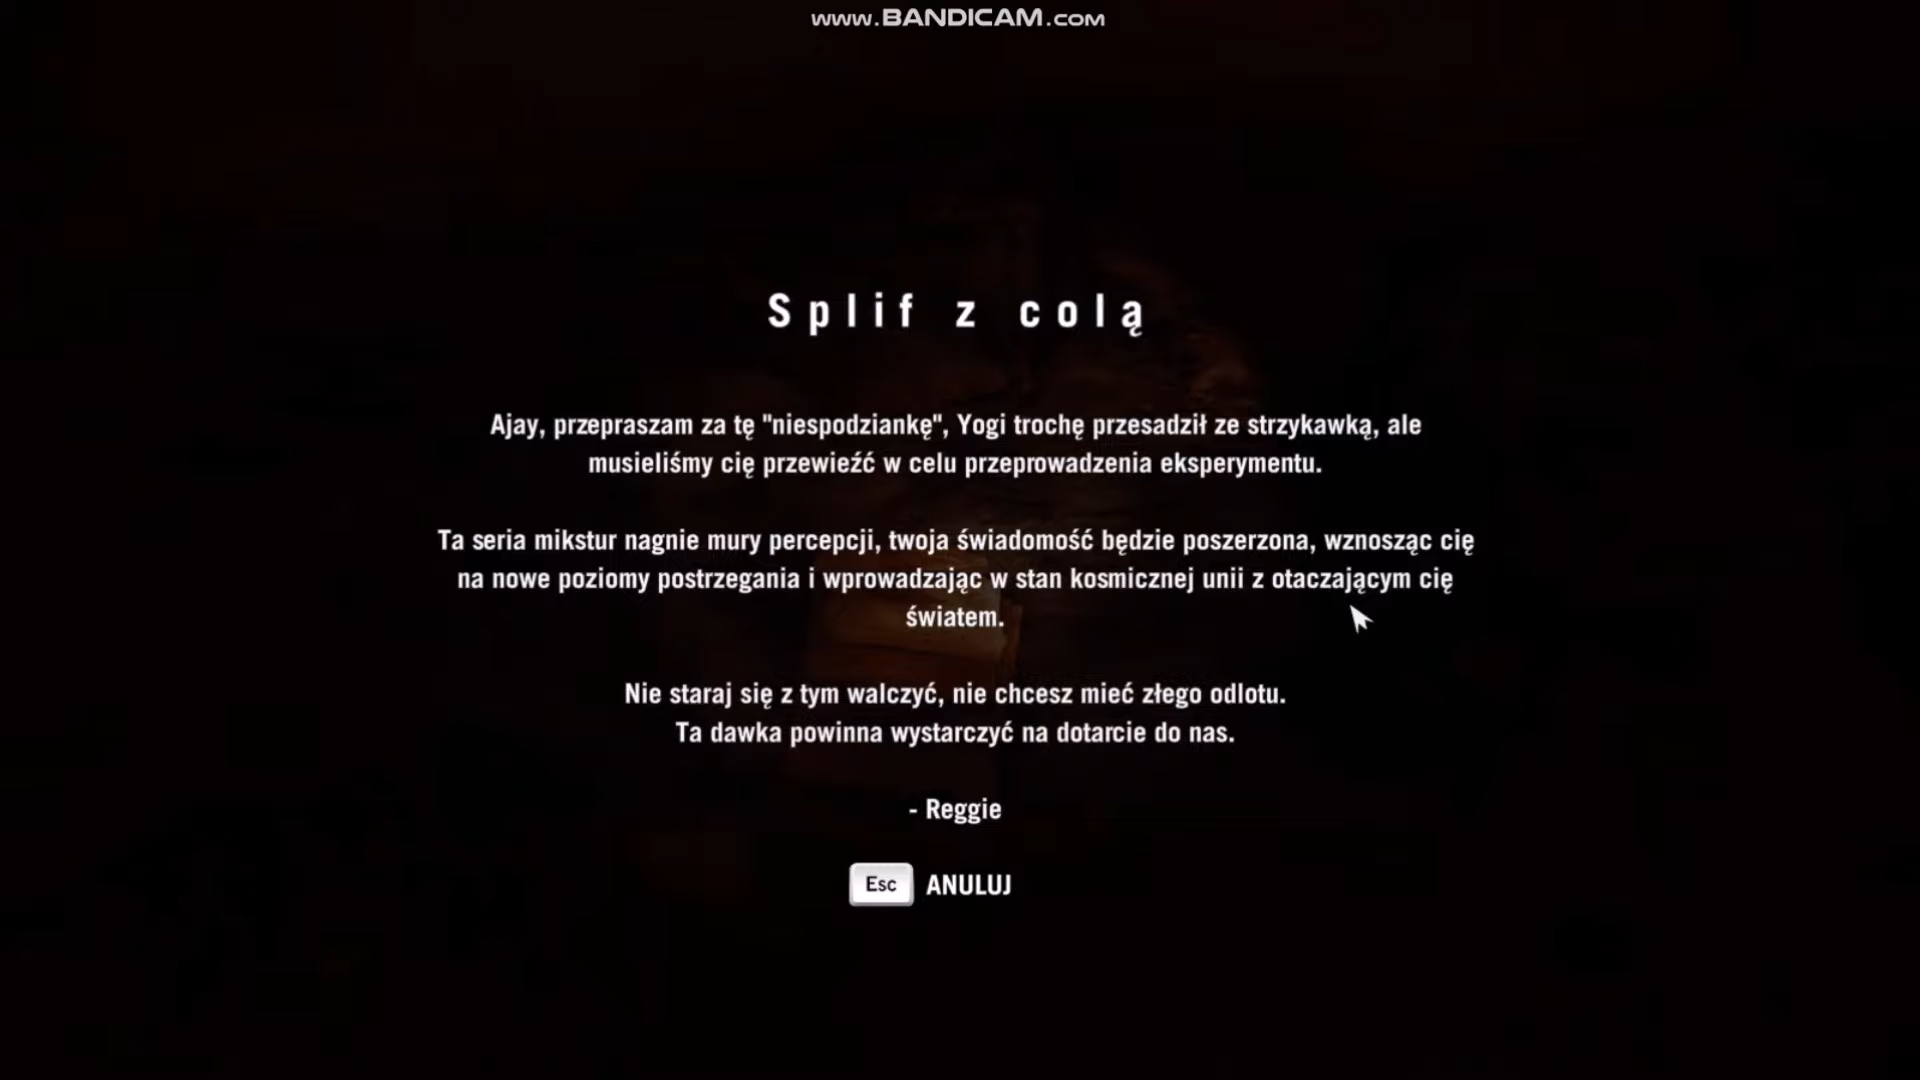 www.BANDICAM.com
Splif z colą
Ajay, przepraszam za tę "niespodziankę", Yogi trochę przesadził ze strzykawką, ale
musieliśmy cię przewieźć w celu przeprowadzenia eksperymentu.
Ta seria mikstur nagnie mury percepcji, twoja świadomość będzie poszerzona, wznosząc cię
na nowe poziomy postrzegania i wprowadzając w stan kosmicznej unii z otaczającym cię
światem.
Nie staraj się z tym walczyć, nie chcesz mieć złego odlotu.
Ta dawka powinna wystarczyć na dotarcie do nas.
- Reggie
Esc ANULUJ